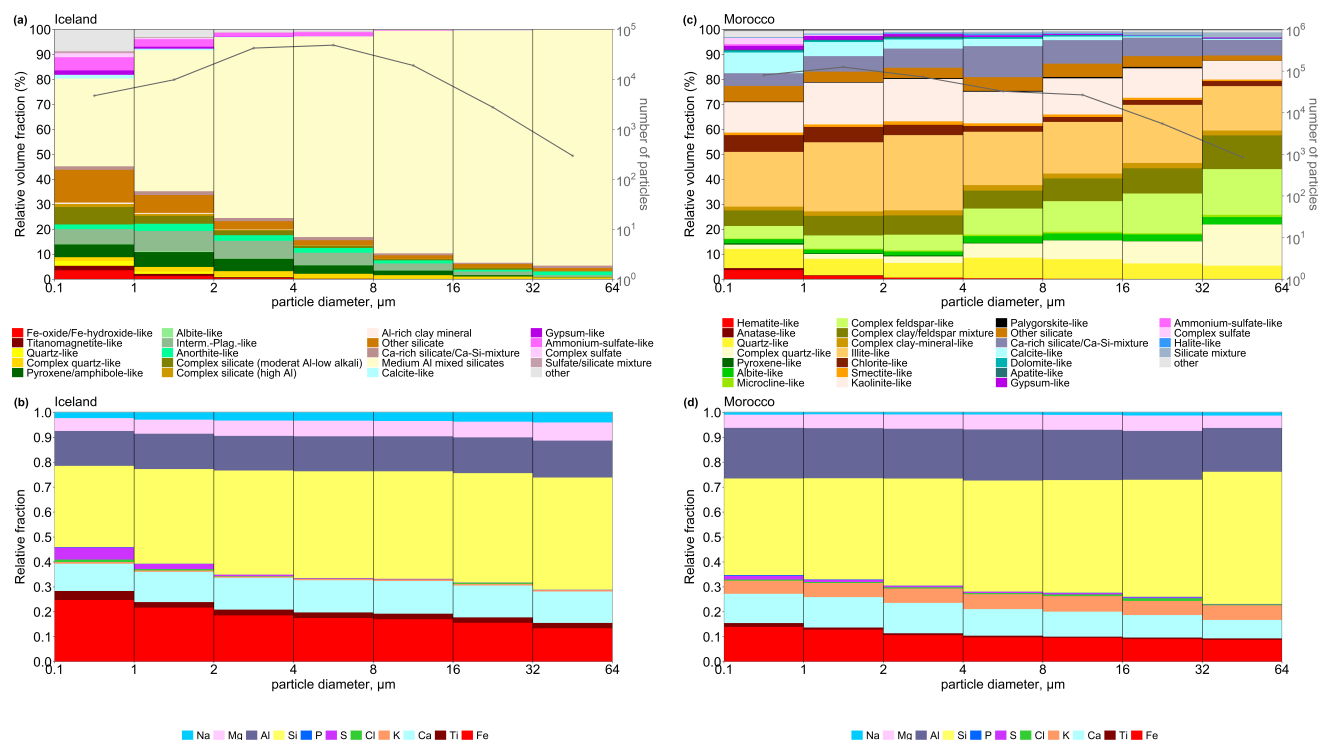 (a) Iceland
Relative volume fraction (%)
100
90
80
70
60
50
40
30
20
10
0
10^5
10^4
10^3
10^2
10^1
10^0
number of particles
0.1 1 2 4 8 16 32 64
particle diameter, µm
Fe-oxide/Fe-hydroxide-like
Titanomagnetite-like
Quartz-like
Complex quartz-like
Pyroxene/amphibole-like
Albite-like
Interm.-Plag.-like
Anorthite-like
Complex silicate (moderat Al-low alkali)
Complex silicate (high Al)
Al-rich clay mineral
Other silicate
Ca-rich silicate/Ca-Si-mixture
Medium Al mixed silicates
Calcite-like
Gypsum-like
Ammonium-sulfate-like
Complex sulfate
Sulfate/silicate mixture
other
(c) Morocco
Relative volume fraction (%)
100
90
80
70
60
50
40
30
20
10
0
10^6
10^5
10^4
10^3
10^2
10^1
10^0
number of particles
0.1 1 2 4 8 16 32 64
particle diameter, µm
Hematite-like
Anatase-like
Quartz-like
Complex quartz-like
Pyroxene-like
Albite-like
Microcline-like
Complex feldspar-like
Complex clay/feldspar mixture
Complex clay-mineral-like
Illite-like
Chlorite-like
Smectite-like
Kaolinite-like
Palygorskite-like
Other silicate
Ca-rich silicate/Ca-Si-mixture
Calcite-like
Dolomite-like
Apatite-like
Gypsum-like
Ammonium-sulfate-like
Complex sulfate
Halite-like
Silicate mixture
other
(b) Iceland
Relative fraction
1.0
0.9
0.8
0.7
0.6
0.5
0.4
0.3
0.2
0.1
0.0
0.1 1 2 4 8 16 32 64
particle diameter, µm
Na Mg Al Si P S Cl K Ca Ti Fe
(d) Morocco
Relative fraction
1.0
0.9
0.8
0.7
0.6
0.5
0.4
0.3
0.2
0.1
0.0
0.1 1 2 4 8 16 32 64
particle diameter, µm
Na Mg Al Si P S Cl K Ca Ti Fe